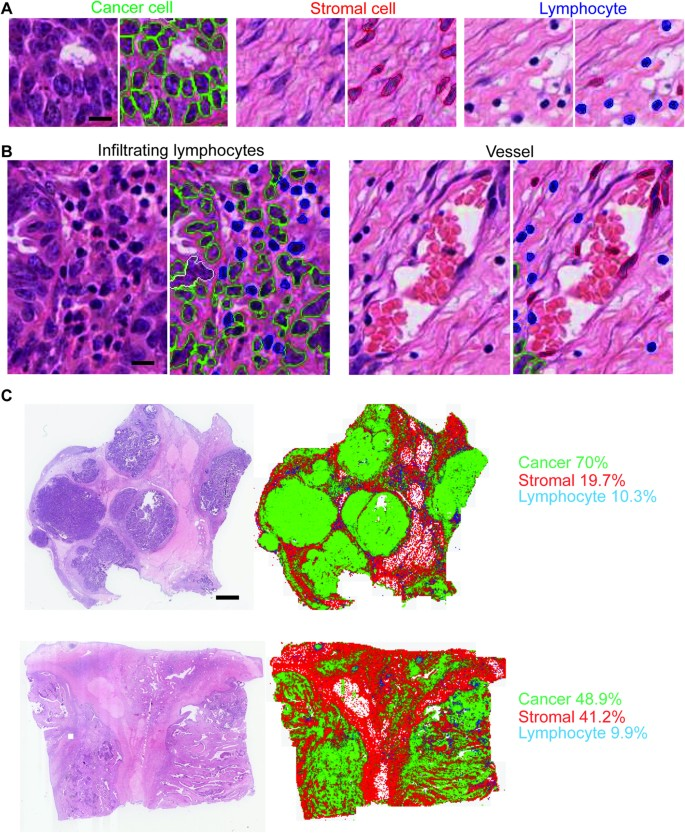 A
Cancer cell
Stromal cell
Lymphocyte
B
Infiltrating lymphocytes
Vessel
C
Cancer 70%
Stromal 19.7%
Lymphocyte 10.3%
Cancer 48.9%
Stromal 41.2%
Lymphocyte 9.9%